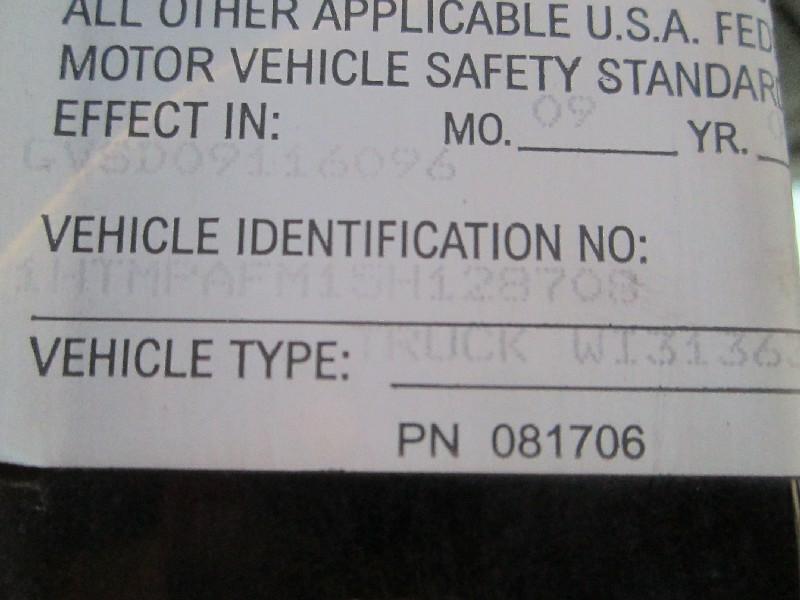 ALL OTHER APPLICABLE U.S.A. FED
MOTOR VEHICLE SAFETY STANDAR
EFFECT IN: MO. 09 YR.
GVSD09116096
VEHICLE IDENTIFICATION NO:
1HTMPAFM15H128708
VEHICLE TYPE: TRUCK WI31363
PN 081706